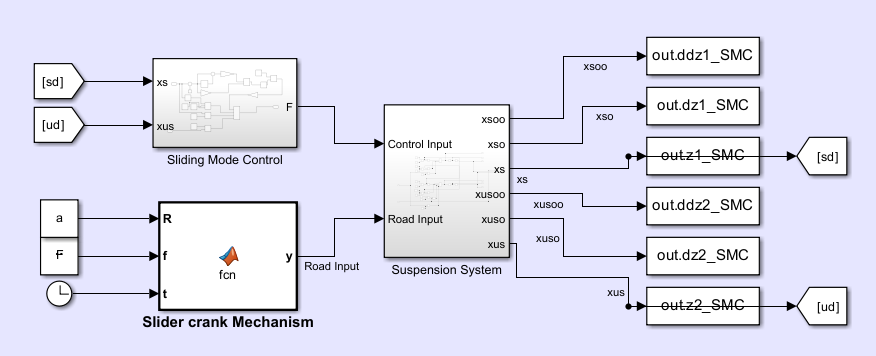 [sd]
[ud]
xs
xus
F
Sliding Mode Control
a
F
R
f
t
fcn
y
Slider crank Mechanism
Road Input
Control Input
Road Input
xsoo
xso
xs
xusoo
xuso
xus
Suspension System
xsoo
xso
xs
xusoo
xuso
xus
out.ddz1_SMC
out.dz1_SMC
out.z1_SMC
[sd]
out.ddz2_SMC
out.dz2_SMC
out.z2_SMC
[ud]